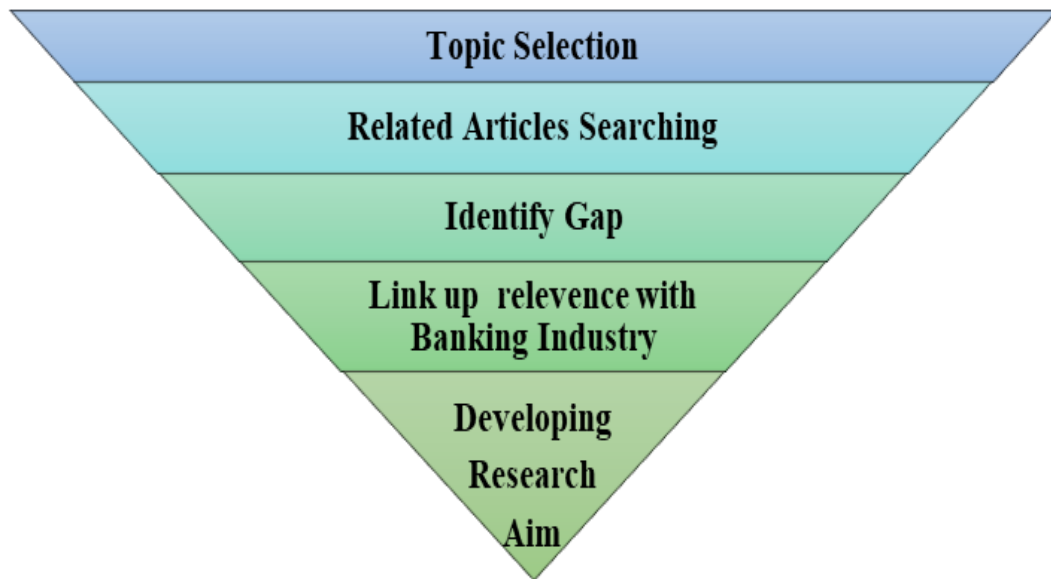 Topic Selection
Related Articles Searching
Identify Gap
Link up relevence with
Banking Industry
Developing
Research
Aim